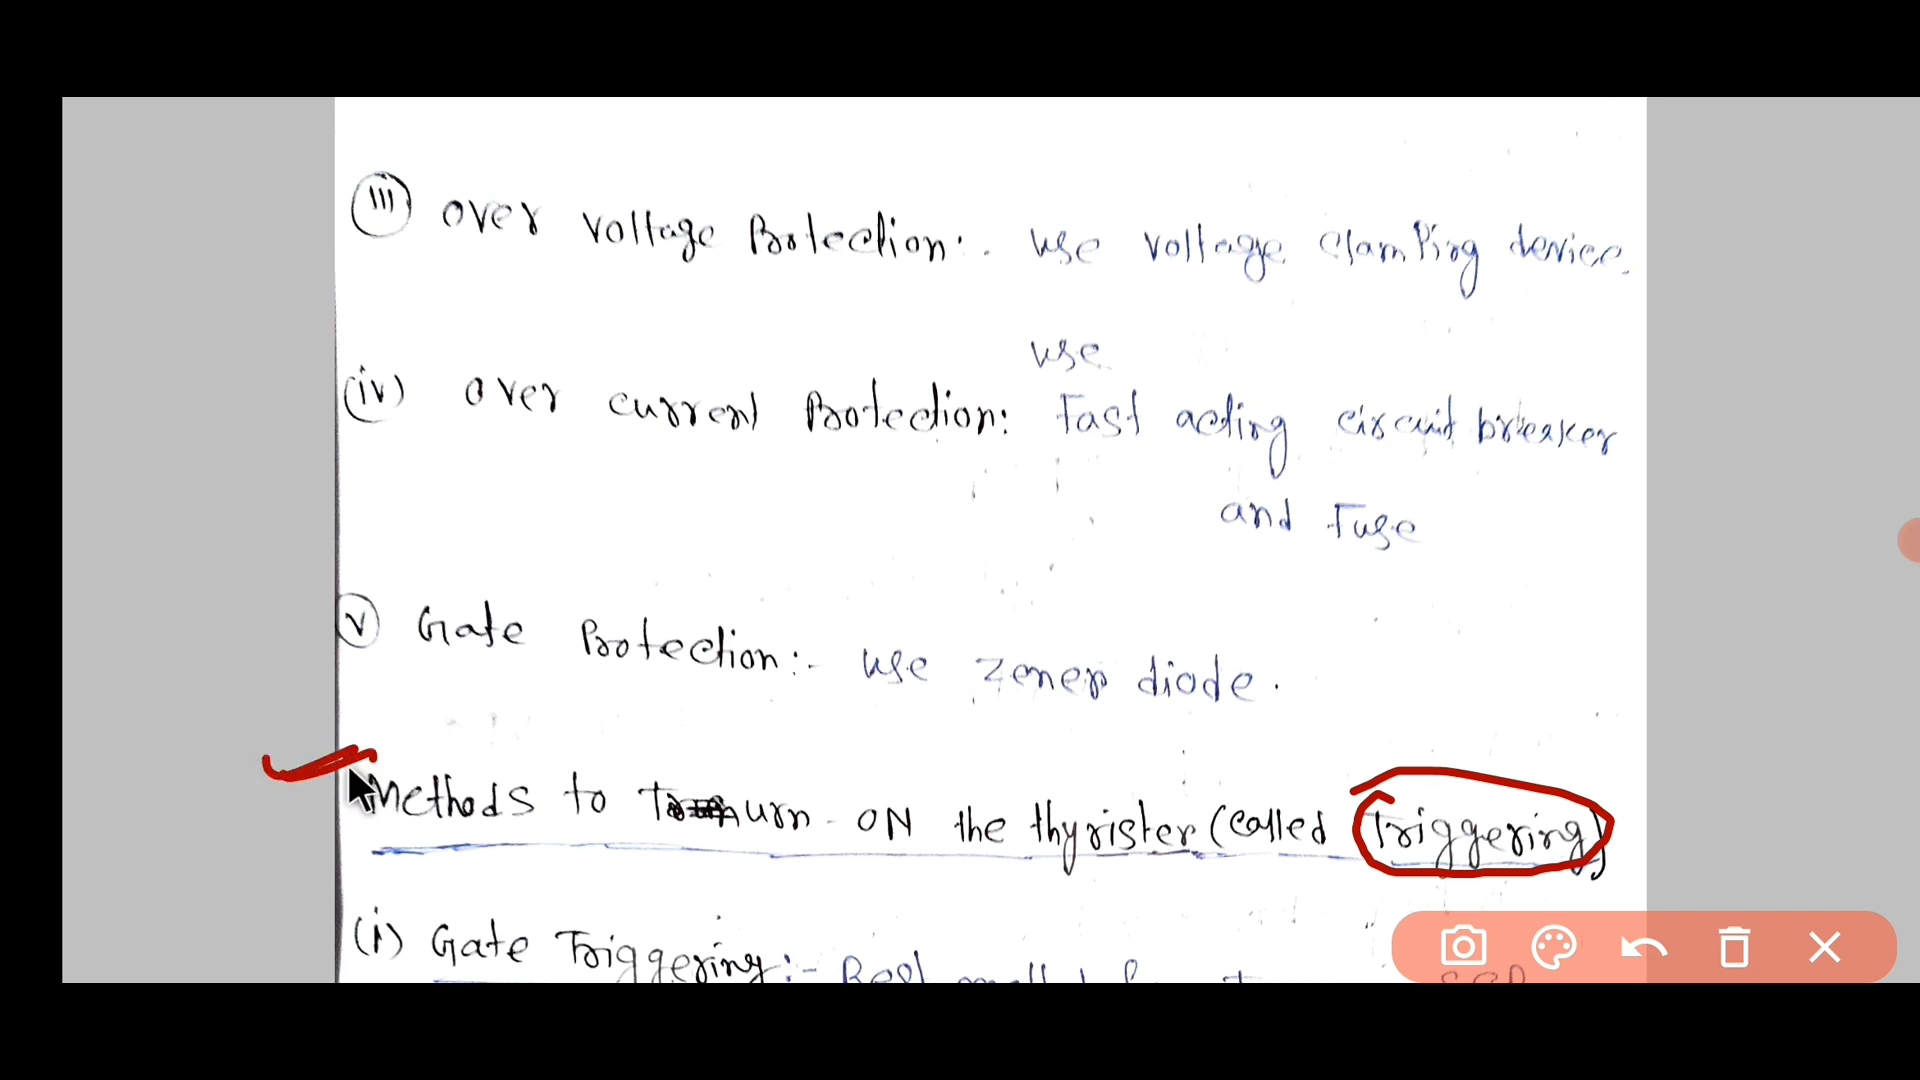 (iii) Over voltage Protection:- use voltage clamping device.
use
(iv) over current Protection: Fast acting circuit breaker
and Fuse
(v) Gate Protection:- use zener diode.
Methods to Turn ON the thyrister (called Triggering)
(i) Gate Triggering:-